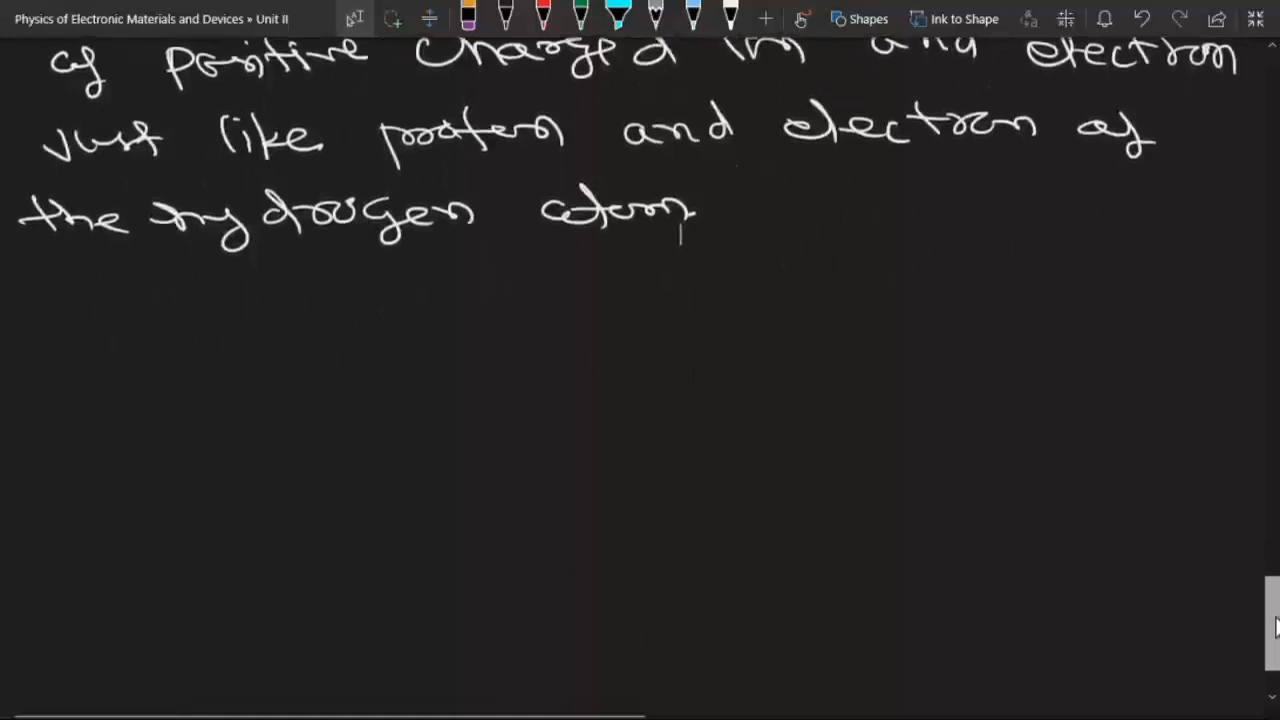 Physics of Electronic Materials and Devices » Unit II
Shapes
Ink to Shape
of positive charged ion and electron
Just like proton and electron of
the hydrogen atom